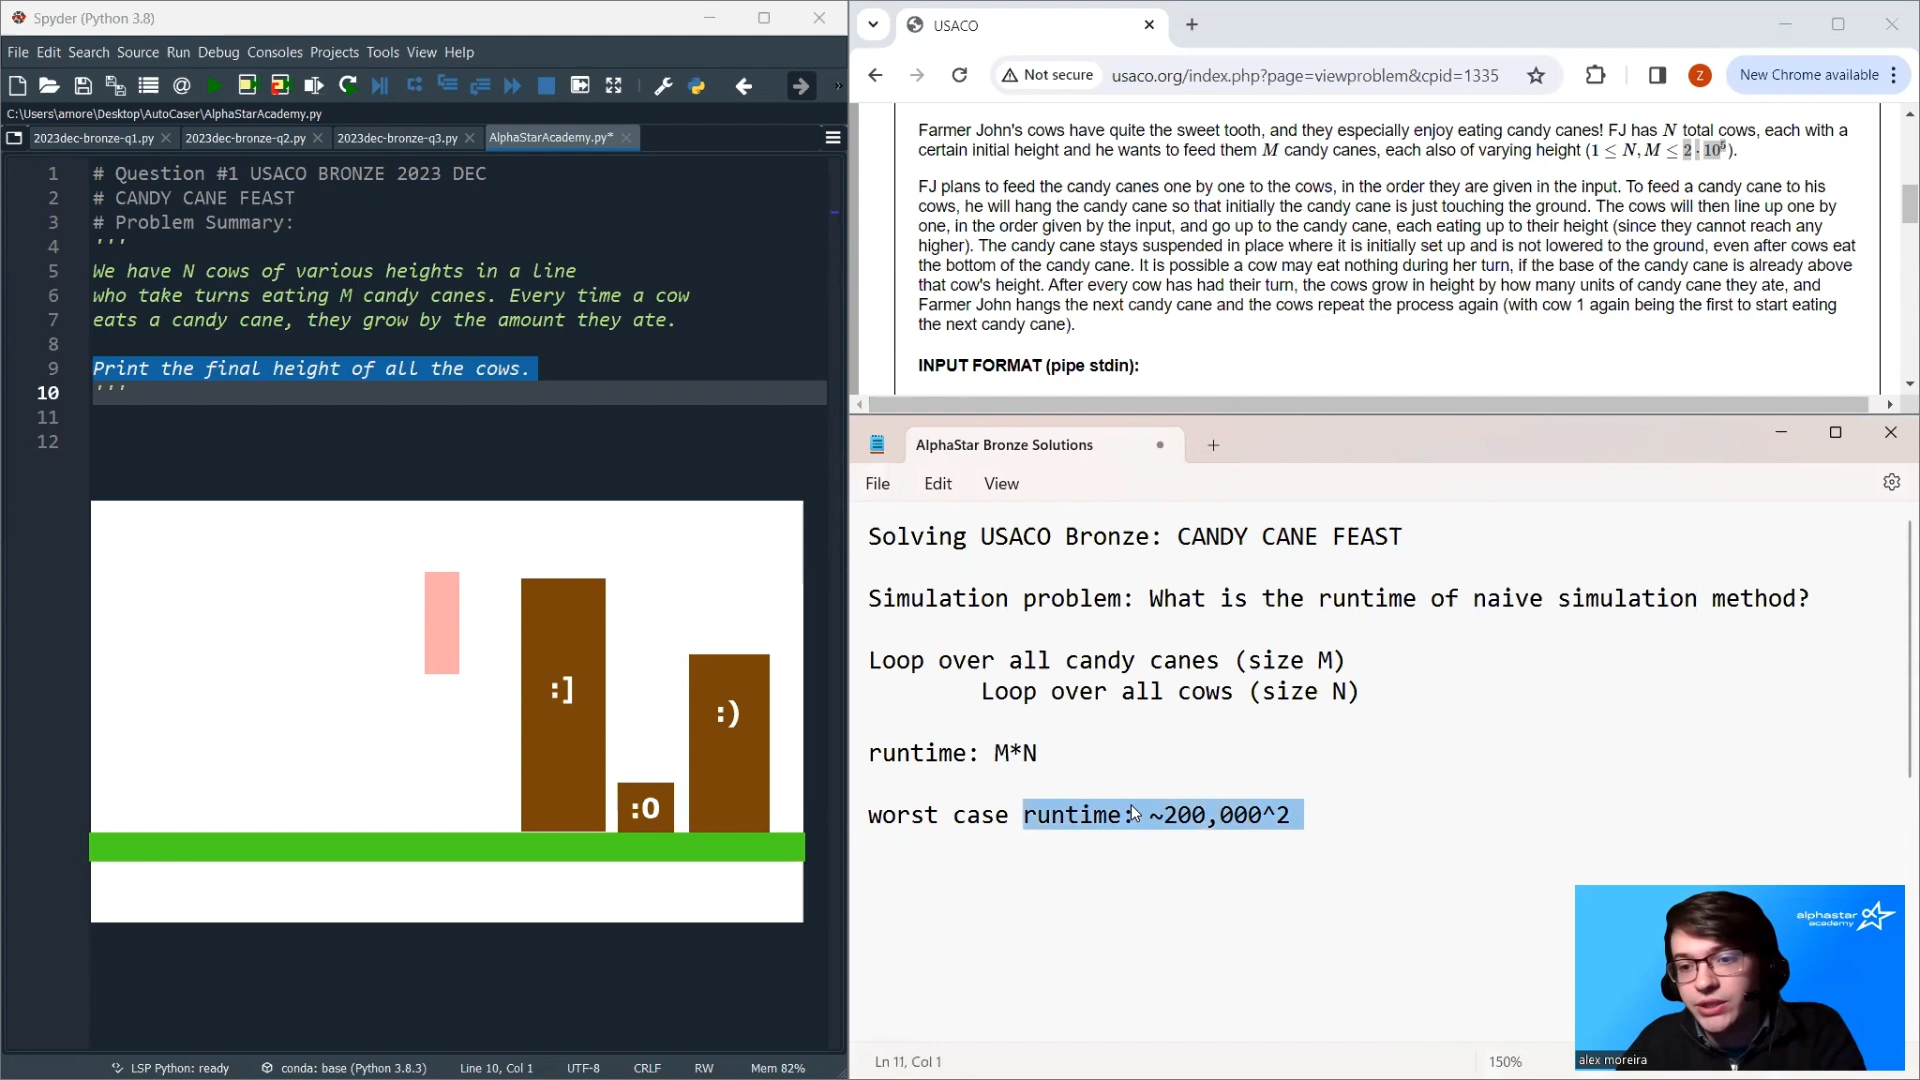 Spyder (Python 3.8)
File Edit Search Source Run Debug Consoles Projects Tools View Help
C:\Users\amore\Desktop\AutoCaser\AlphaStarAcademy.py
2023dec-bronze-q1.py
2023dec-bronze-q2.py
2023dec-bronze-q3.py
AlphaStarAcademy.py*
1 # Question #1 USACO BRONZE 2023 DEC
2 # CANDY CANE FEAST
3 # Problem Summary:
4 '''
5 We have N cows of various heights in a line
6 who take turns eating M candy canes. Every time a cow
7 eats a candy cane, they grow by the amount they ate.
8
9 Print the final height of all the cows.
10 '''
11
12
:]
:O
:)
LSP Python: ready
conda: base (Python 3.8.3)
Line 10, Col 1
UTF-8
CRLF
RW
Mem 82%
USACO
Not secure
usaco.org/index.php?page=viewproblem&cpid=1335
Z
New Chrome available
Farmer John's cows have quite the sweet tooth, and they especially enjoy eating candy canes! FJ has N total cows, each with a
certain initial height and he wants to feed them M candy canes, each also of varying height (1 ≤ N, M ≤ 2 · 10⁵).
FJ plans to feed the candy canes one by one to the cows, in the order they are given in the input. To feed a candy cane to his
cows, he will hang the candy cane so that initially the candy cane is just touching the ground. The cows will then line up one by
one, in the order given by the input, and go up to the candy cane, each eating up to their height (since they cannot reach any
higher). The candy cane stays suspended in place where it is initially set up and is not lowered to the ground, even after cows eat
the bottom of the candy cane. It is possible a cow may eat nothing during her turn, if the base of the candy cane is already above
that cow's height. After every cow has had their turn, the cows grow in height by how many units of candy cane they ate, and
Farmer John hangs the next candy cane and the cows repeat the process again (with cow 1 again being the first to start eating
the next candy cane).
INPUT FORMAT (pipe stdin):
AlphaStar Bronze Solutions
File Edit View
Solving USACO Bronze: CANDY CANE FEAST
Simulation problem: What is the runtime of naive simulation method?
Loop over all candy canes (size M)
Loop over all cows (size N)
runtime: M*N
worst case runtime: ~200,000^2
Ln 11, Col 1
150%
alphastar
academy
alex moreira